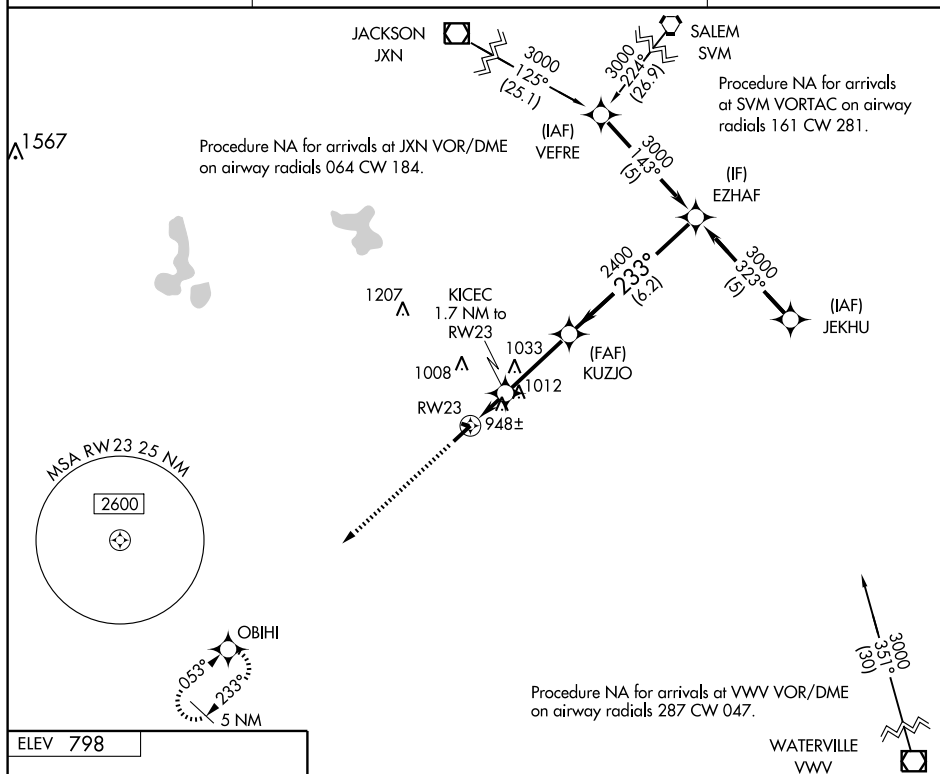 JACKSON
JXN
3000
125°
(25.1)
SALEM
SVM
3000
224°
(26.9)
Procedure NA for arrivals
at SVM VORTAC on airway
radials 161 CW 281.
1567
Procedure NA for arrivals at JXN VOR/DME
on airway radials 064 CW 184.
(IAF)
VEFRE
3000
143°
(5)
(IF)
EZHAF
2400
233°
(6.2)
3000
323°
(5)
(IAF)
JEKHU
1207
KICEC
1.7 NM to
RW23
(FAF)
KUZJO
1033
1008
1012
RW23
948±
MSA RW23 25 NM
2600
OBIHI
053°
233°
5 NM
3000
351°
(30)
Procedure NA for arrivals at VWV VOR/DME
on airway radials 287 CW 047.
WATERVILLE
VWV
ELEV 798